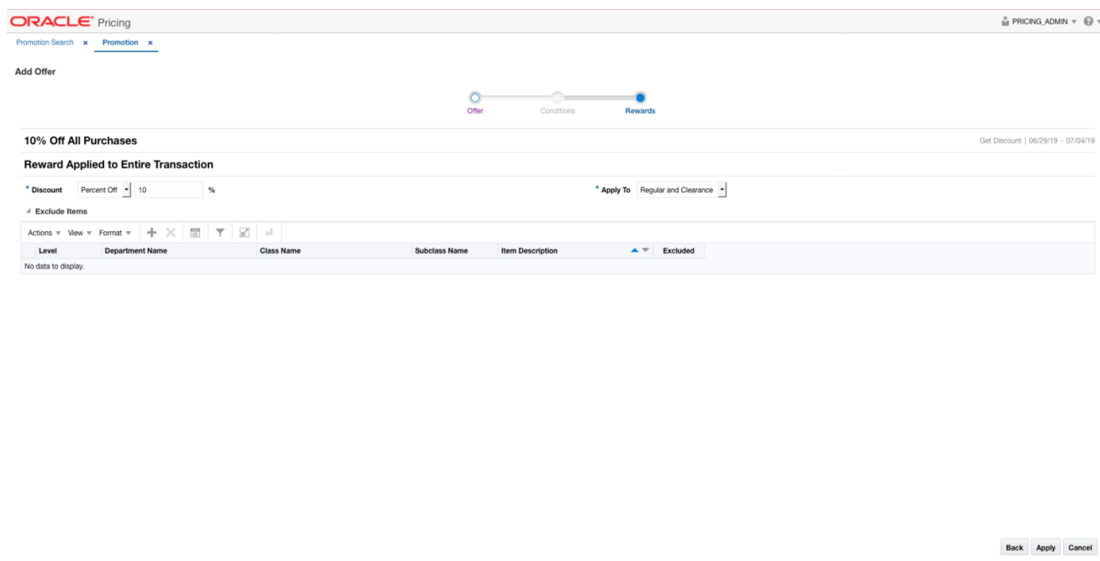 ORACLE Pricing PRICING_ADMIN
Promotion Search x Promotion x
Add Offer
Offer Conditions Rewards
10% Off All Purchases Get Discount | 06/29/19 - 07/04/19
Reward Applied to Entire Transaction
* Discount Percent Off 10 % * Apply To Regular and Clearance
Exclude Items
Actions View Format
Level Department Name Class Name Subclass Name Item Description Excluded
No data to display.
Back Apply Cancel